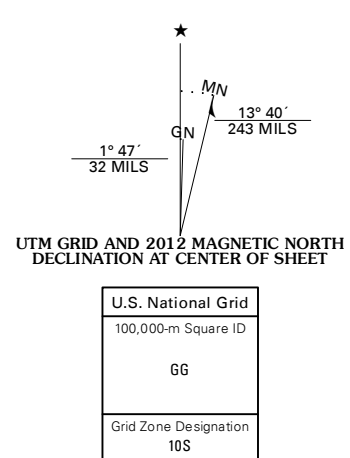 ★
MN
GN
13° 40´
243 MILS
1° 47´
32 MILS
UTM GRID AND 2012 MAGNETIC NORTH
DECLINATION AT CENTER OF SHEET
U.S. National Grid
100,000-m Square ID
GG
Grid Zone Designation
10S